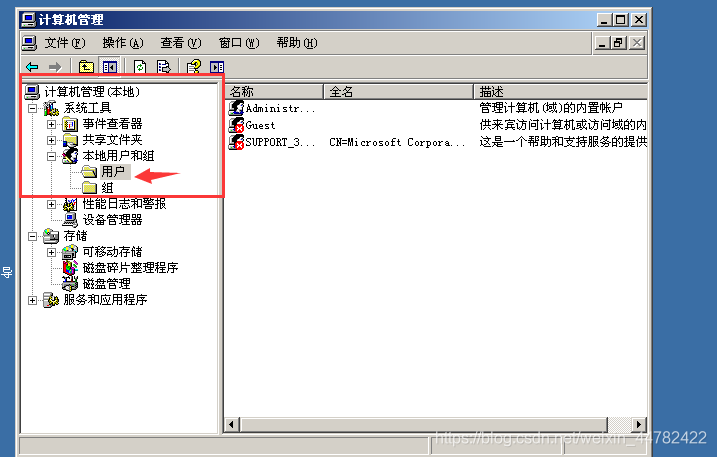 计算机管理
文件(F) 操作(A) 查看(V) 窗口(W) 帮助(H)
计算机管理(本地)
系统工具
事件查看器
共享文件夹
本地用户和组
用户
组
性能日志和警报
设备管理器
存储
可移动存储
磁盘碎片整理程序
磁盘管理
服务和应用程序
名称 全名 描述
Administr... 管理计算机(域)的内置帐户
Guest 供来宾访问计算机或访问域的内
SUPPORT_3... CN=Microsoft Corpora... 这是一个帮助和支持服务的提供
https://blog.csdn.net/weixin_44782422